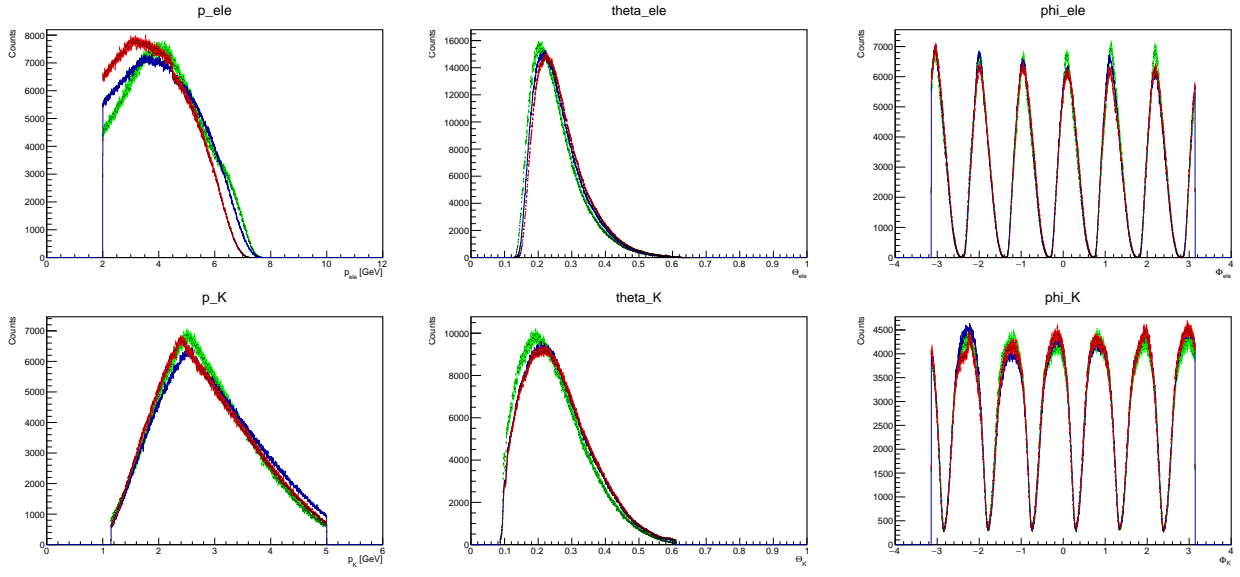 p_ele
Counts
8000
7000
6000
5000
4000
3000
2000
1000
0
0 2 4 6 8 10 12
p_ele [GeV]
theta_ele
Counts
16000
14000
12000
10000
8000
6000
4000
2000
0
0 0.1 0.2 0.3 0.4 0.5 0.6 0.7 0.8 0.9 1
Θ_ele
phi_ele
Counts
7000
6000
5000
4000
3000
2000
1000
0
−4 −3 −2 −1 0 1 2 3 4
Φ_ele
p_K
Counts
7000
6000
5000
4000
3000
2000
1000
0
0 1 2 3 4 5 6
p_K [GeV]
theta_K
Counts
10000
8000
6000
4000
2000
0
0 0.1 0.2 0.3 0.4 0.5 0.6 0.7 0.8 0.9 1
Θ_K
phi_K
Counts
4500
4000
3500
3000
2500
2000
1500
1000
500
0
−4 −3 −2 −1 0 1 2 3 4
Φ_K